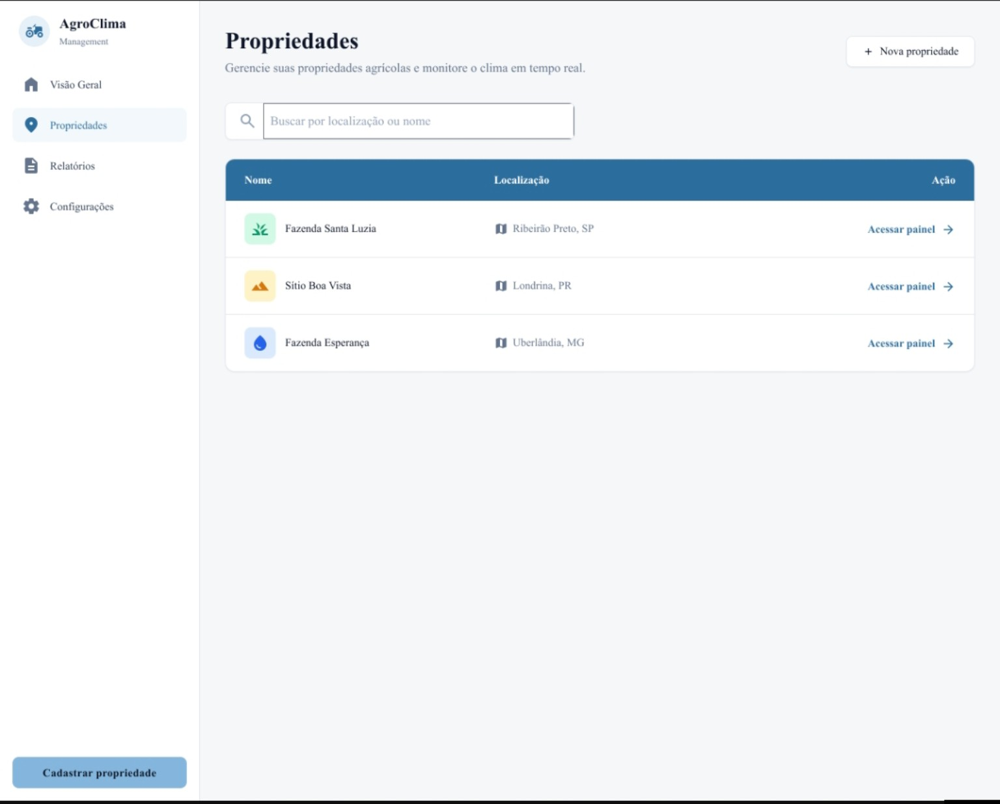 AgroClima
Management
Visão Geral
Propriedades
Relatórios
Configurações
Cadastrar propriedade
Propriedades
Gerencie suas propriedades agrícolas e monitore o clima em tempo real.
+ Nova propriedade
Buscar por localização ou nome
Nome Localização Ação
Fazenda Santa Luzia Ribeirão Preto, SP Acessar painel →
Sítio Boa Vista Londrina, PR Acessar painel →
Fazenda Esperança Uberlândia, MG Acessar painel →